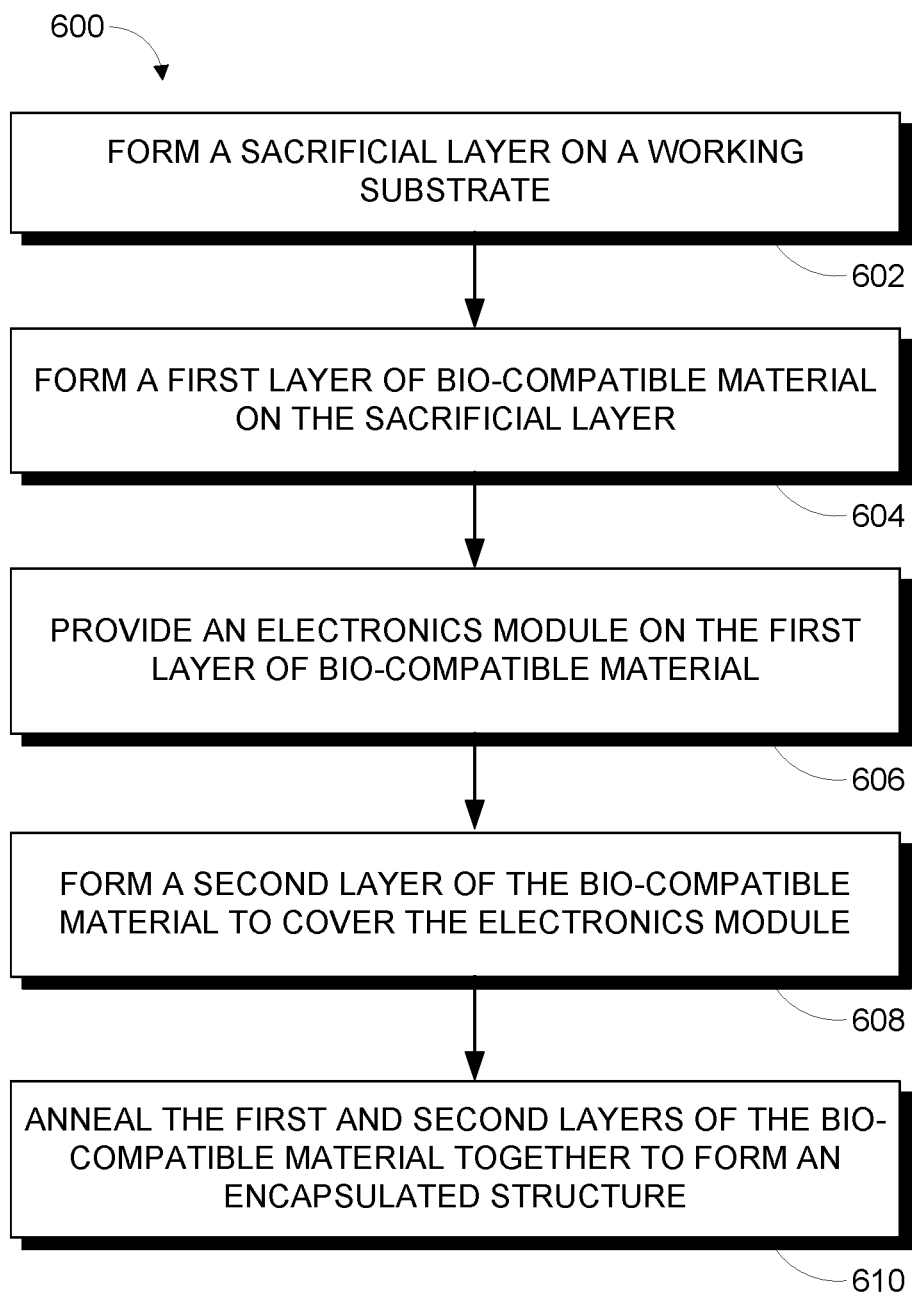 600
FORM A SACRIFICIAL LAYER ON A WORKING
SUBSTRATE
602
FORM A FIRST LAYER OF BIO-COMPATIBLE MATERIAL
ON THE SACRIFICIAL LAYER
604
PROVIDE AN ELECTRONICS MODULE ON THE FIRST
LAYER OF BIO-COMPATIBLE MATERIAL
606
FORM A SECOND LAYER OF THE BIO-COMPATIBLE
MATERIAL TO COVER THE ELECTRONICS MODULE
608
ANNEAL THE FIRST AND SECOND LAYERS OF THE BIO-
COMPATIBLE MATERIAL TOGETHER TO FORM AN
ENCAPSULATED STRUCTURE
610